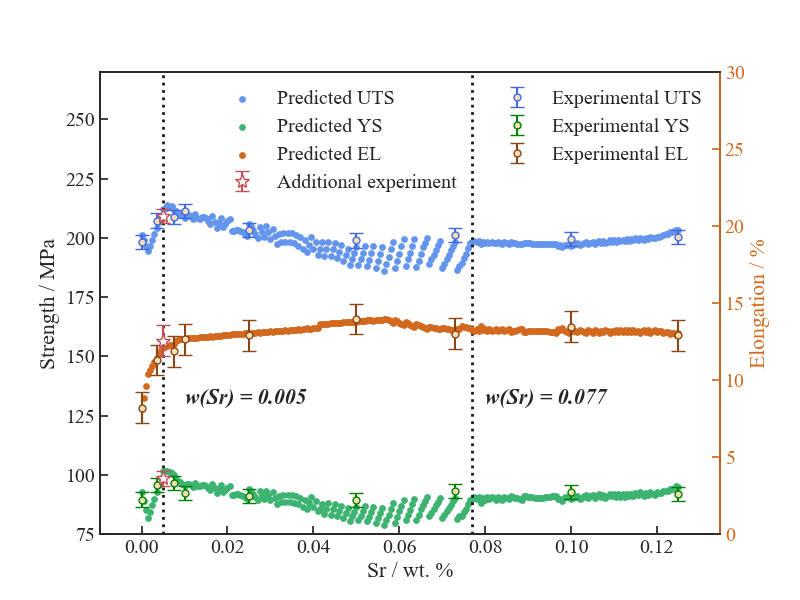 Predicted UTS
Predicted YS
Predicted EL
Additional experiment
Experimental UTS
Experimental YS
Experimental EL
250
225
200
175
150
125
100
75
Strength / MPa
30
25
20
15
10
5
0
Elongation / %
w(Sr) = 0.005
w(Sr) = 0.077
0.00 0.02 0.04 0.06 0.08 0.10 0.12
Sr / wt. %